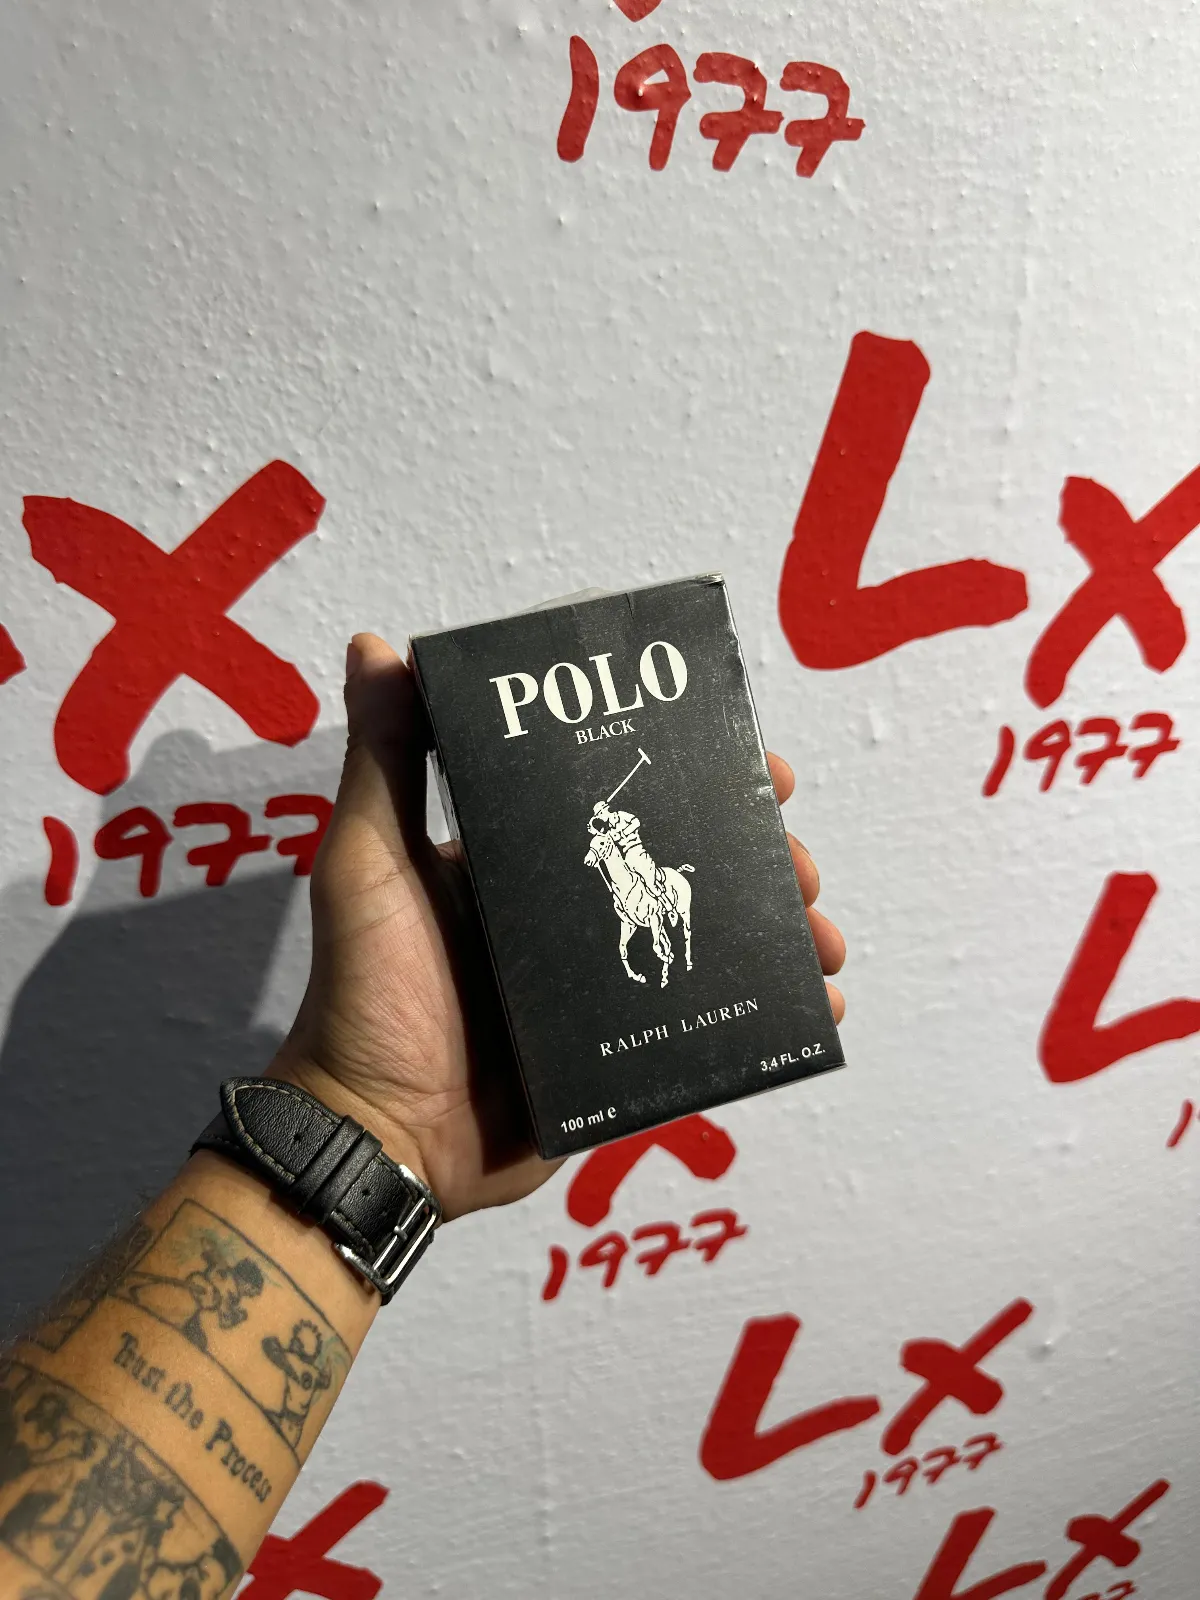 1977
Lx
x
1977
1977
POLO
BLACK
RALPH LAUREN
3,4 FL. O.Z.
100 ml e
L
1977
Trust the Process
Lx
1977
Lx